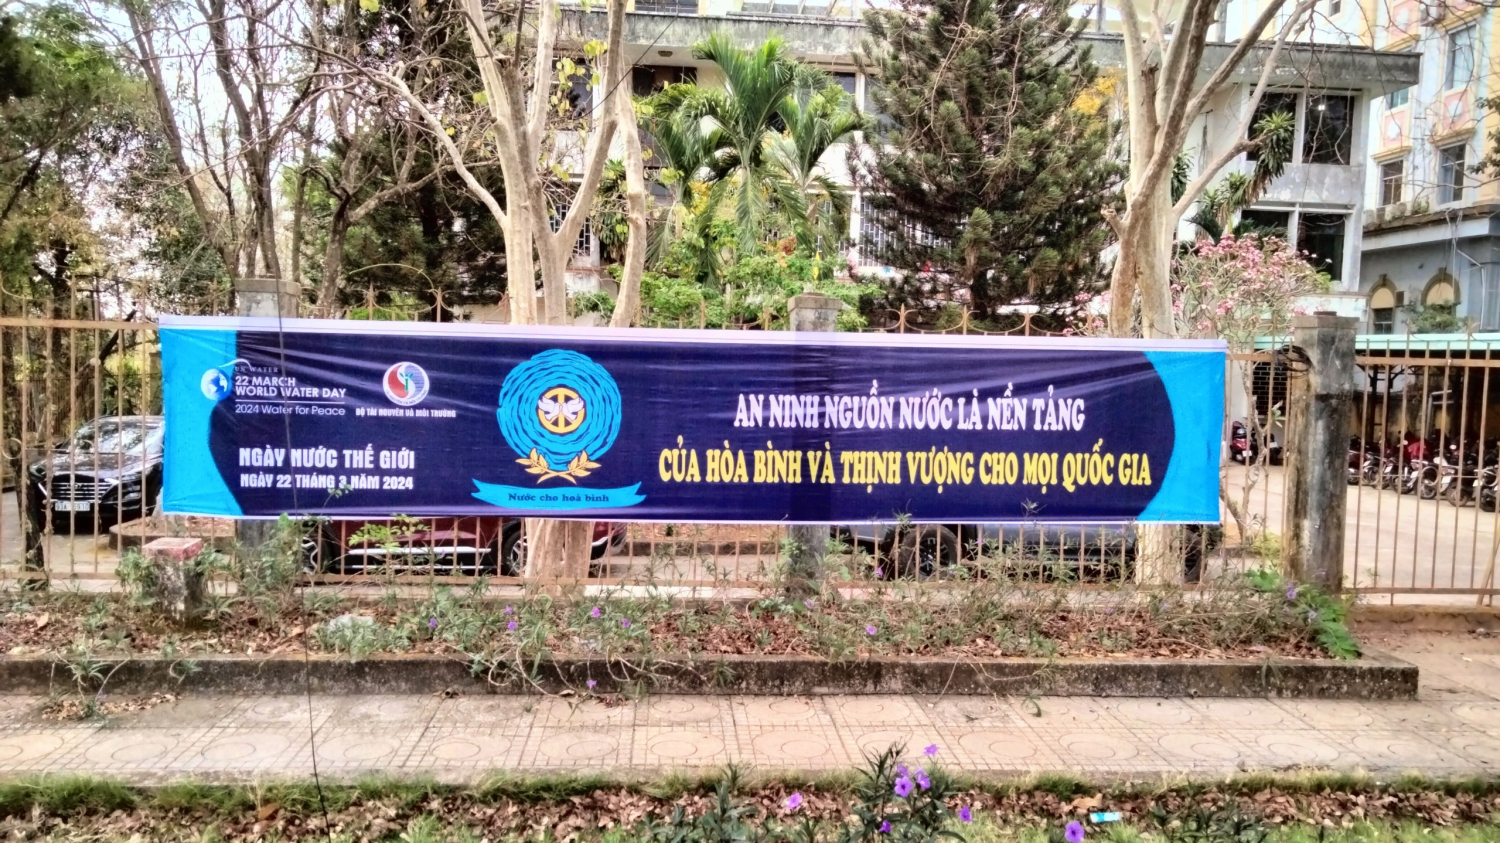 UN WATER
22 MARCH
WORLD WATER DAY
2024 Water for Peace
BỘ TÀI NGUYÊN VÀ MÔI TRƯỜNG
NGÀY NƯỚC THẾ GIỚI
NGÀY 22 THÁNG 3 NĂM 2024
Nước cho hoà bình
AN NINH NGUỒN NƯỚC LÀ NỀN TẢNG
CỦA HÒA BÌNH VÀ THỊNH VƯỢNG CHO MỌI QUỐC GIA